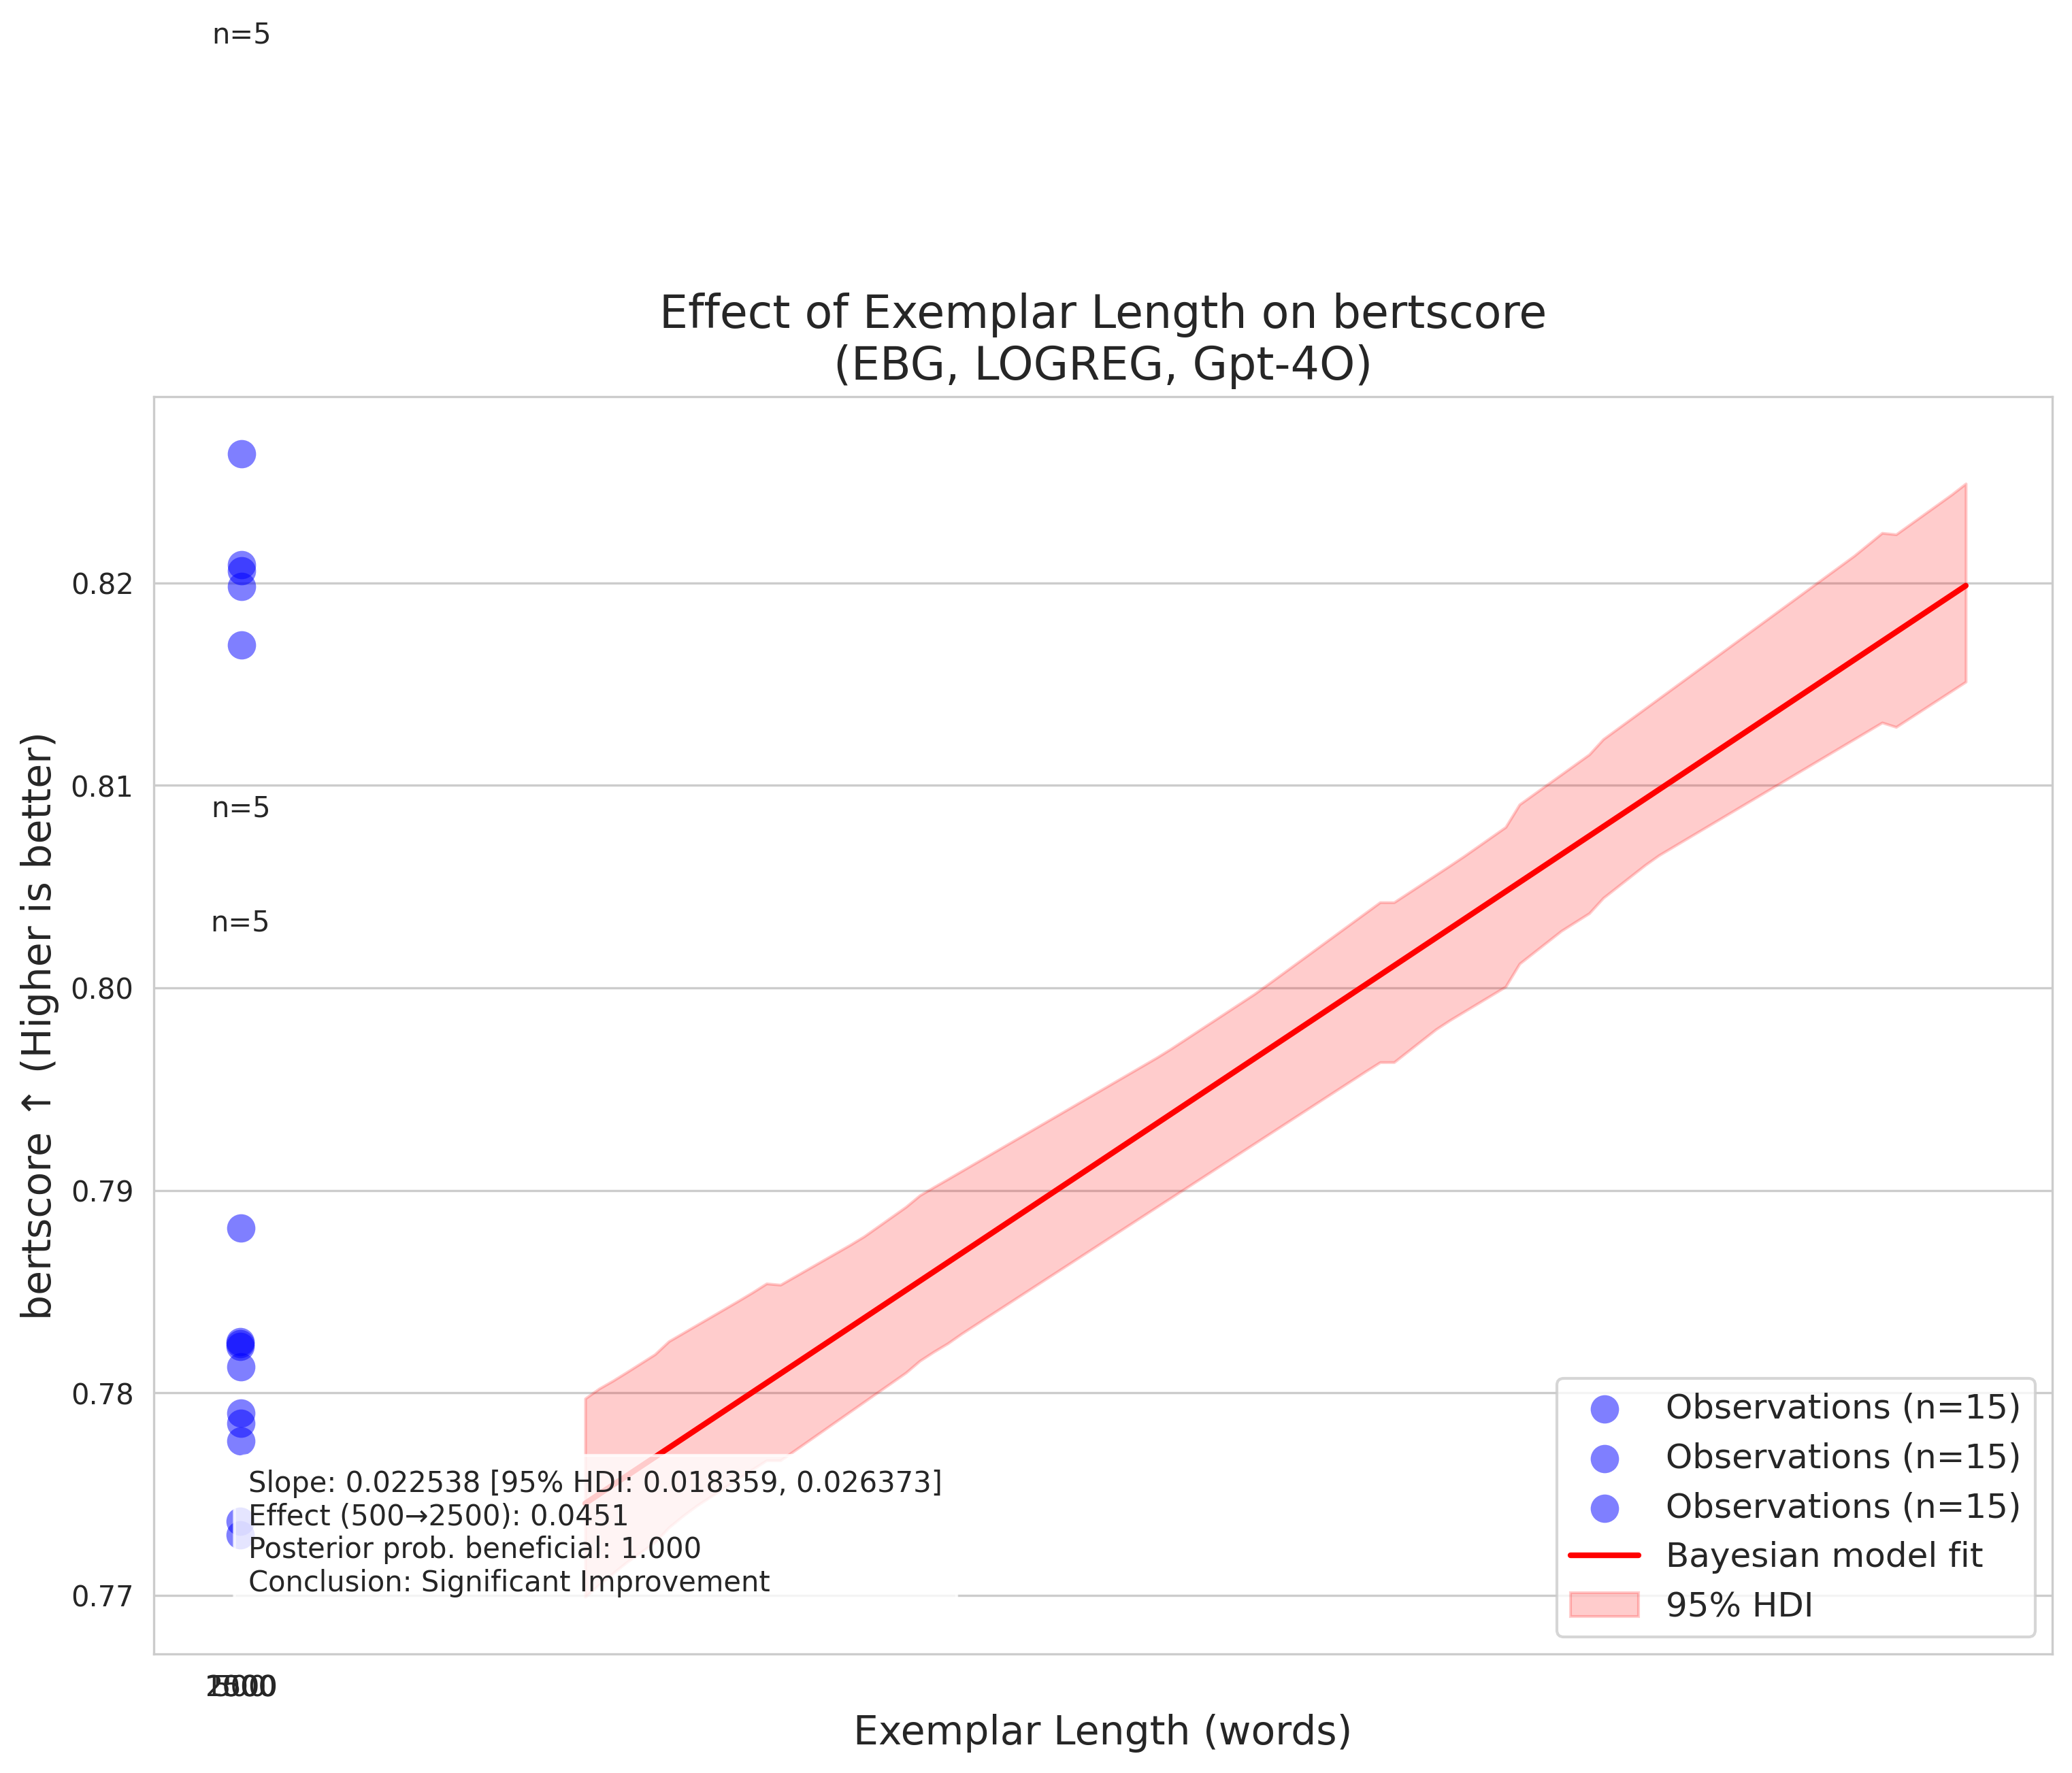 n=5
Effect of Exemplar Length on bertscore
(EBG, LOGREG, Gpt-4O)
bertscore ↑ (Higher is better)
0.82
0.81
0.80
0.79
0.78
0.77
n=5
n=5
Slope: 0.022538 [95% HDI: 0.018359, 0.026373]
Effect (500→2500): 0.0451
Posterior prob. beneficial: 1.000
Conclusion: Significant Improvement
Observations (n=15)
Observations (n=15)
Observations (n=15)
Bayesian model fit
95% HDI
Exemplar Length (words)